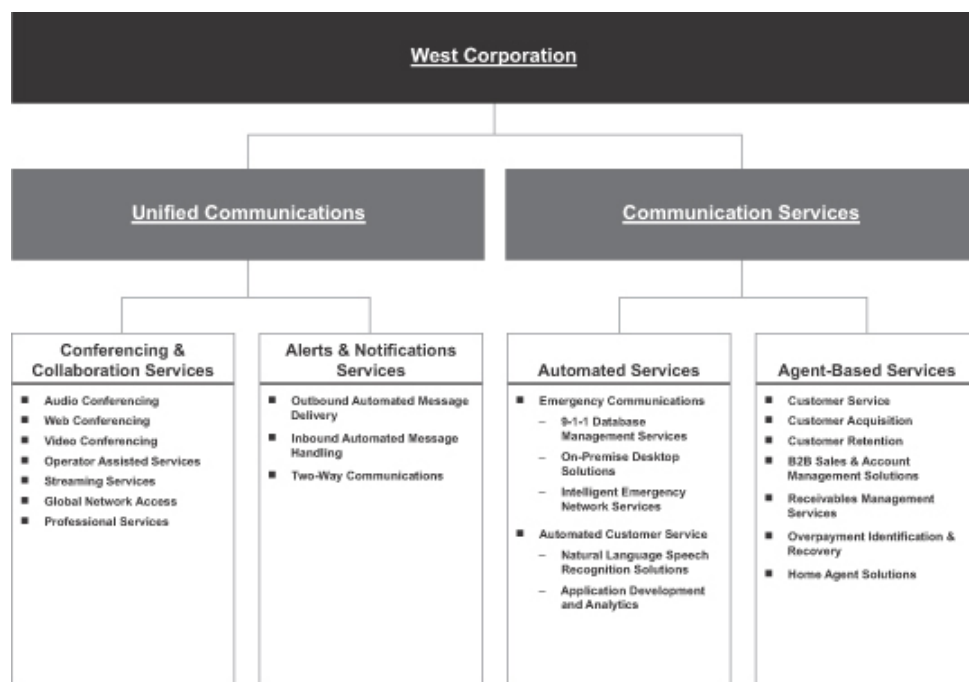 West Corporation
Unified Communications
Communication Services
Conferencing &
Collaboration Services
■ Audio Conferencing
■ Web Conferencing
■ Video Conferencing
■ Operator Assisted Services
■ Streaming Services
■ Global Network Access
■ Professional Services
Alerts & Notifications
Services
■ Outbound Automated Message
Delivery
■ Inbound Automated Message
Handling
■ Two-Way Communications
Automated Services
■ Emergency Communications
– 9-1-1 Database
Management Services
– On-Premise Desktop
Solutions
– Intelligent Emergency
Network Services
■ Automated Customer Service
– Natural Language Speech
Recognition Solutions
– Application Development
and Analytics
Agent-Based Services
■ Customer Service
■ Customer Acquisition
■ Customer Retention
■ B2B Sales & Account
Management Solutions
■ Receivables Management
Services
■ Overpayment Identification &
Recovery
■ Home Agent Solutions